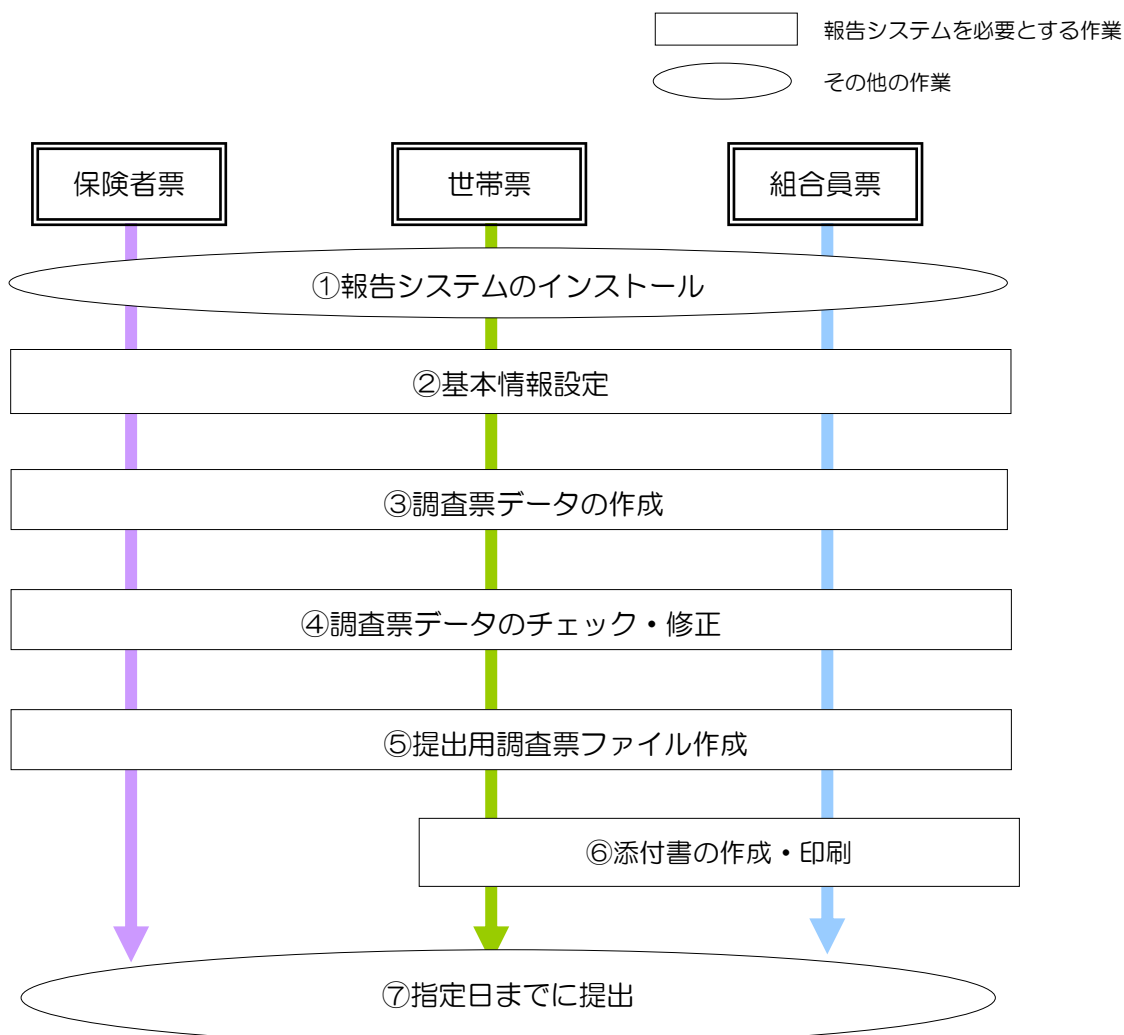 報告システムを必要とする作業
その他の作業
保険者票
世帯票
組合員票
①報告システムのインストール
②基本情報設定
③調査票データの作成
④調査票データのチェック・修正
⑤提出用調査票ファイル作成
⑥添付書の作成・印刷
⑦指定日までに提出